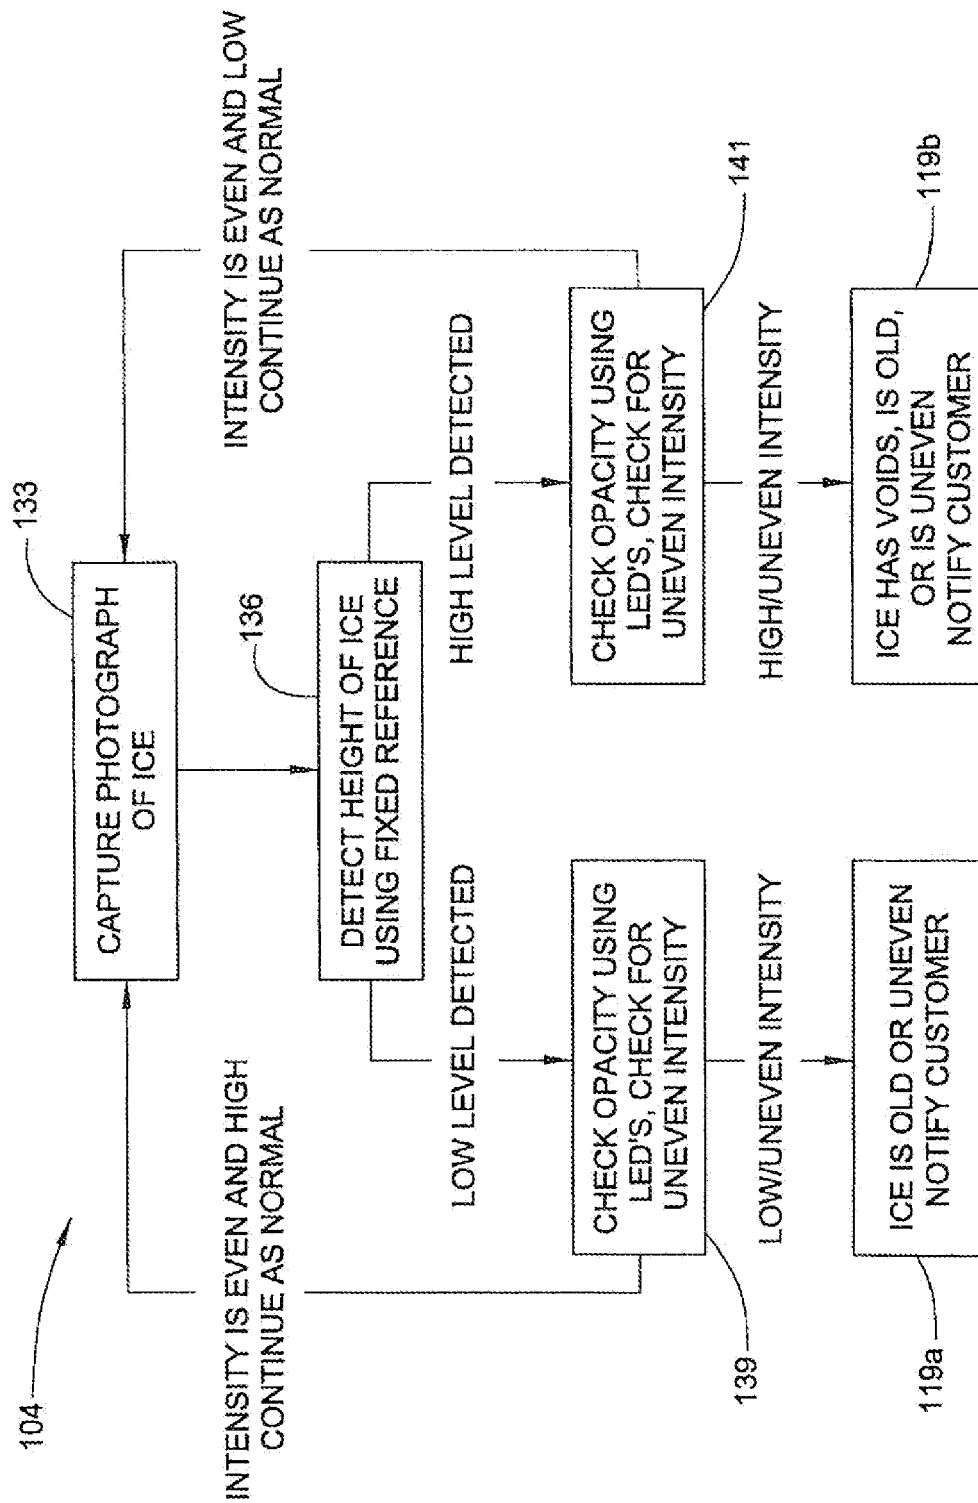 104
133
CAPTURE PHOTOGRAPH
OF ICE
INTENSITY IS EVEN AND HIGH
CONTINUE AS NORMAL
INTENSITY IS EVEN AND LOW
CONTINUE AS NORMAL
136
DETECT HEIGHT OF ICE
USING FIXED REFERENCE
LOW LEVEL DETECTED
HIGH LEVEL DETECTED
CHECK OPACITY USING
LED'S, CHECK FOR
UNEVEN INTENSITY
139
CHECK OPACITY USING
LED'S, CHECK FOR
UNEVEN INTENSITY
141
LOW/UNEVEN INTENSITY
HIGH/UNEVEN INTENSITY
ICE IS OLD OR UNEVEN
NOTIFY CUSTOMER
119a
ICE HAS VOIDS, IS OLD,
OR IS UNEVEN
NOTIFY CUSTOMER
119b